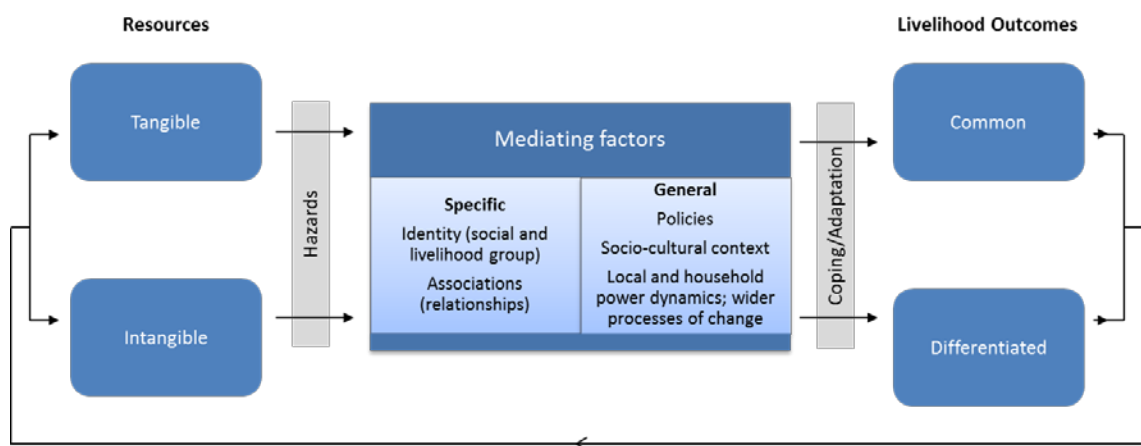 Resources
Livelihood Outcomes
Tangible
Intangible
Hazards
Mediating factors
Specific
Identity (social and
livelihood group)
Associations
(relationships)
General
Policies
Socio-cultural context
Local and household
power dynamics; wider
processes of change
Coping/Adaptation
Common
Differentiated